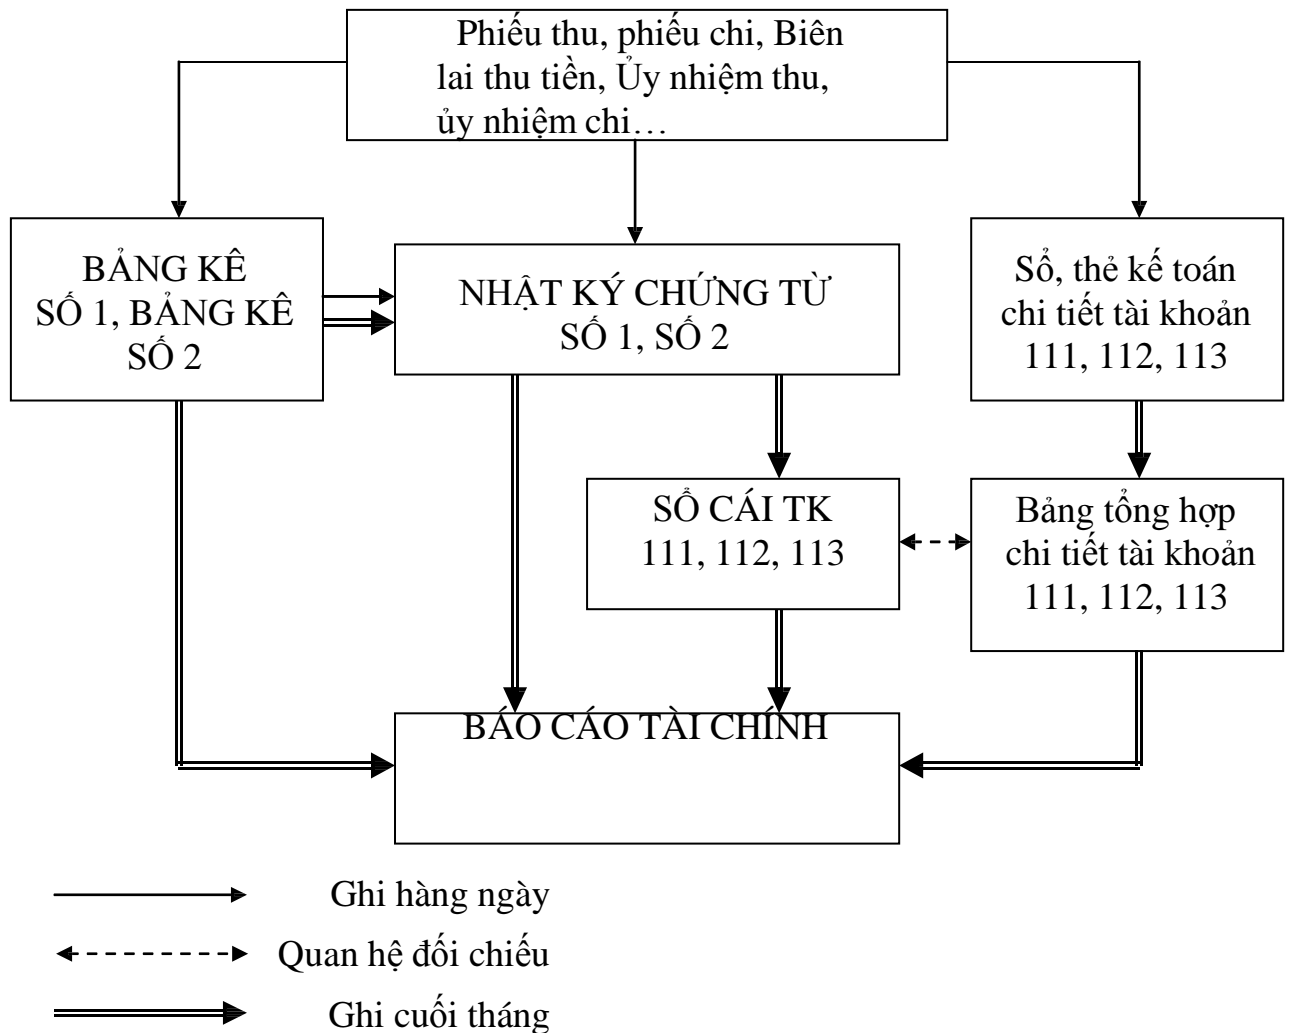 Phiếu thu, phiếu chi, Biên
lai thu tiền, Ủy nhiệm thu,
ủy nhiệm chi…
BẢNG KÊ
SỐ 1, BẢNG KÊ
SỐ 2
NHẬT KÝ CHỨNG TỪ
SỐ 1, SỐ 2
Sổ, thẻ kế toán
chi tiết tài khoản
111, 112, 113
SỔ CÁI TK
111, 112, 113
Bảng tổng hợp
chi tiết tài khoản
111, 112, 113
BÁO CÁO TÀI CHÍNH
Ghi hàng ngày
Quan hệ đối chiếu
Ghi cuối tháng